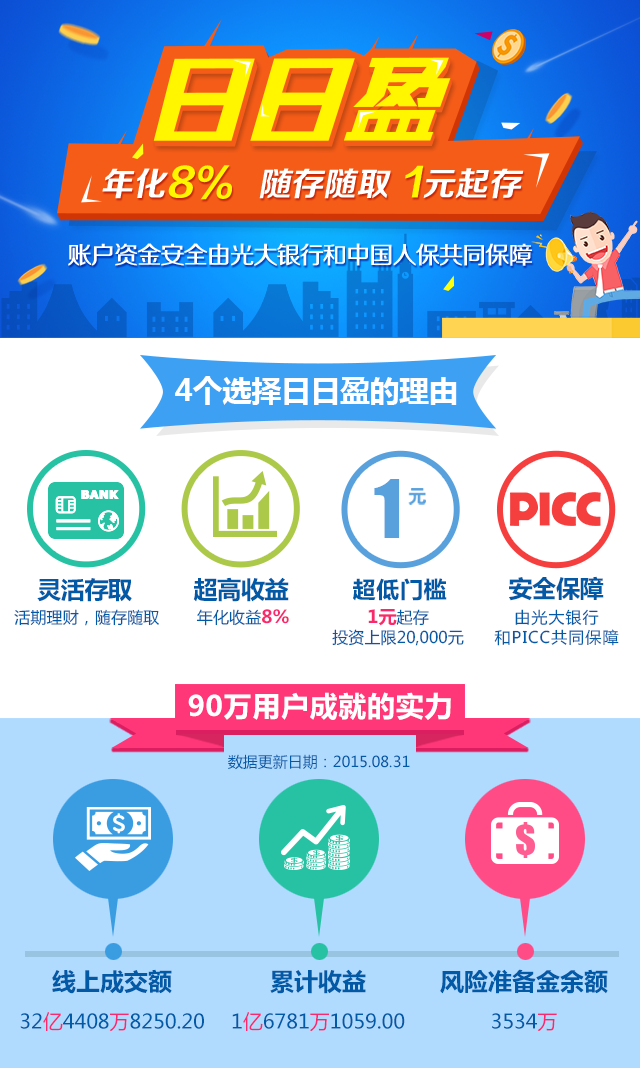 日日盈
年化8% 随存随取 1元起存
账户资金安全由光大银行和中国人保共同保障
4个选择日日盈的理由
BANK
1元
PICC
灵活存取
活期理财，随存随取
超高收益
年化收益8%
超低门槛
1元起存
投资上限20,000元
安全保障
由光大银行
和PICC共同保障
90万用户成就的实力
数据更新日期：2015.08.31
线上成交额
32亿4408万8250.20
累计收益
1亿6781万1059.00
风险准备金余额
3534万